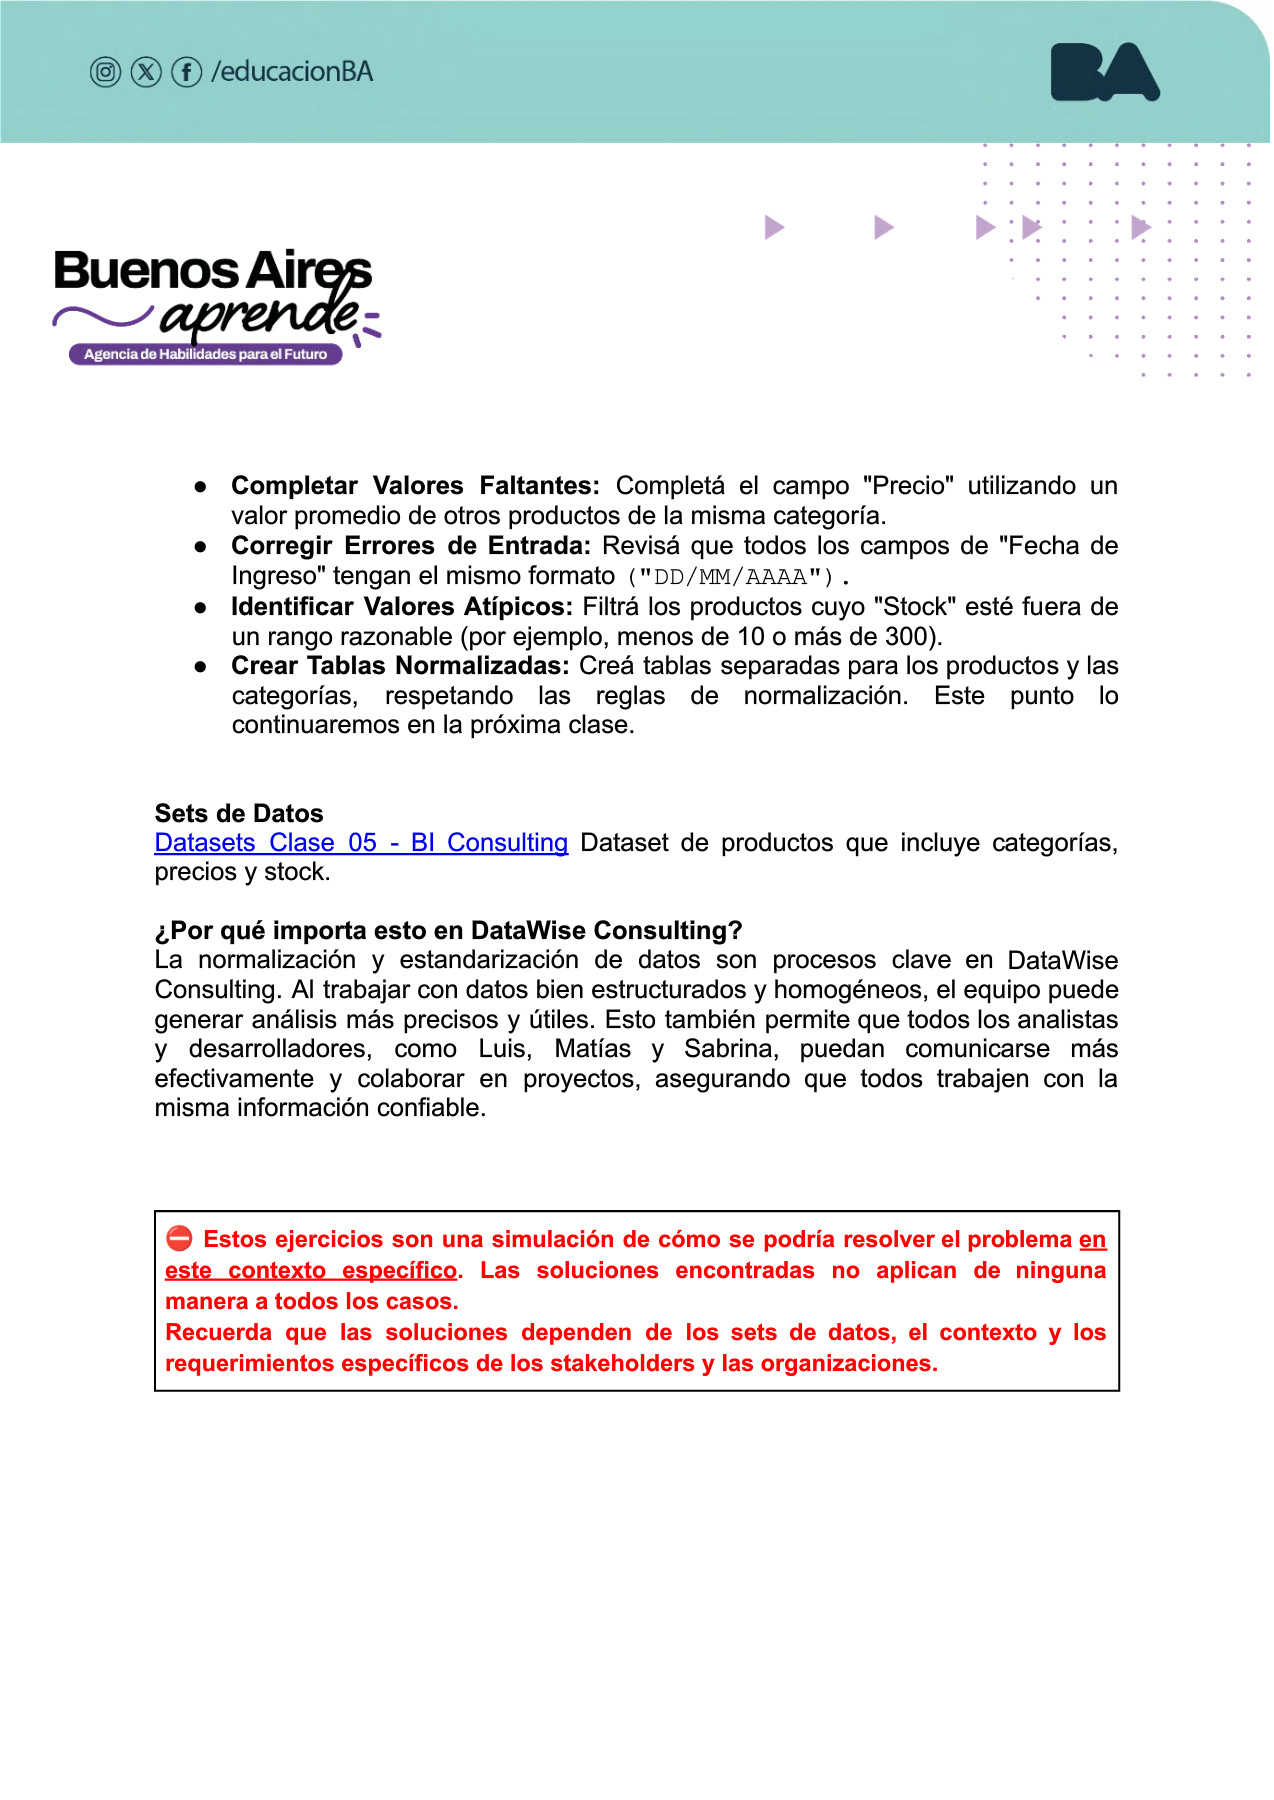 /educacionBA
BA
Buenos Aires
aprende
Agencia de Habilidades para el Futuro
● Completar Valores Faltantes: Completá el campo "Precio" utilizando un
valor promedio de otros productos de la misma categoría.
● Corregir Errores de Entrada: Revisá que todos los campos de "Fecha de
Ingreso" tengan el mismo formato ("DD/MM/AAAA").
● Identificar Valores Atípicos: Filtrá los productos cuyo "Stock" esté fuera de
un rango razonable (por ejemplo, menos de 10 o más de 300).
● Crear Tablas Normalizadas: Creá tablas separadas para los productos y las
categorías, respetando las reglas de normalización. Este punto lo
continuaremos en la próxima clase.
Sets de Datos
Datasets Clase 05 - BI Consulting Dataset de productos que incluye categorías,
precios y stock.
¿Por qué importa esto en DataWise Consulting?
La normalización y estandarización de datos son procesos clave en DataWise
Consulting. Al trabajar con datos bien estructurados y homogéneos, el equipo puede
generar análisis más precisos y útiles. Esto también permite que todos los analistas
y desarrolladores, como Luis, Matías y Sabrina, puedan comunicarse más
efectivamente y colaborar en proyectos, asegurando que todos trabajen con la
misma información confiable.
⛔ Estos ejercicios son una simulación de cómo se podría resolver el problema en
este contexto específico. Las soluciones encontradas no aplican de ninguna
manera a todos los casos.
Recuerda que las soluciones dependen de los sets de datos, el contexto y los
requerimientos específicos de los stakeholders y las organizaciones.